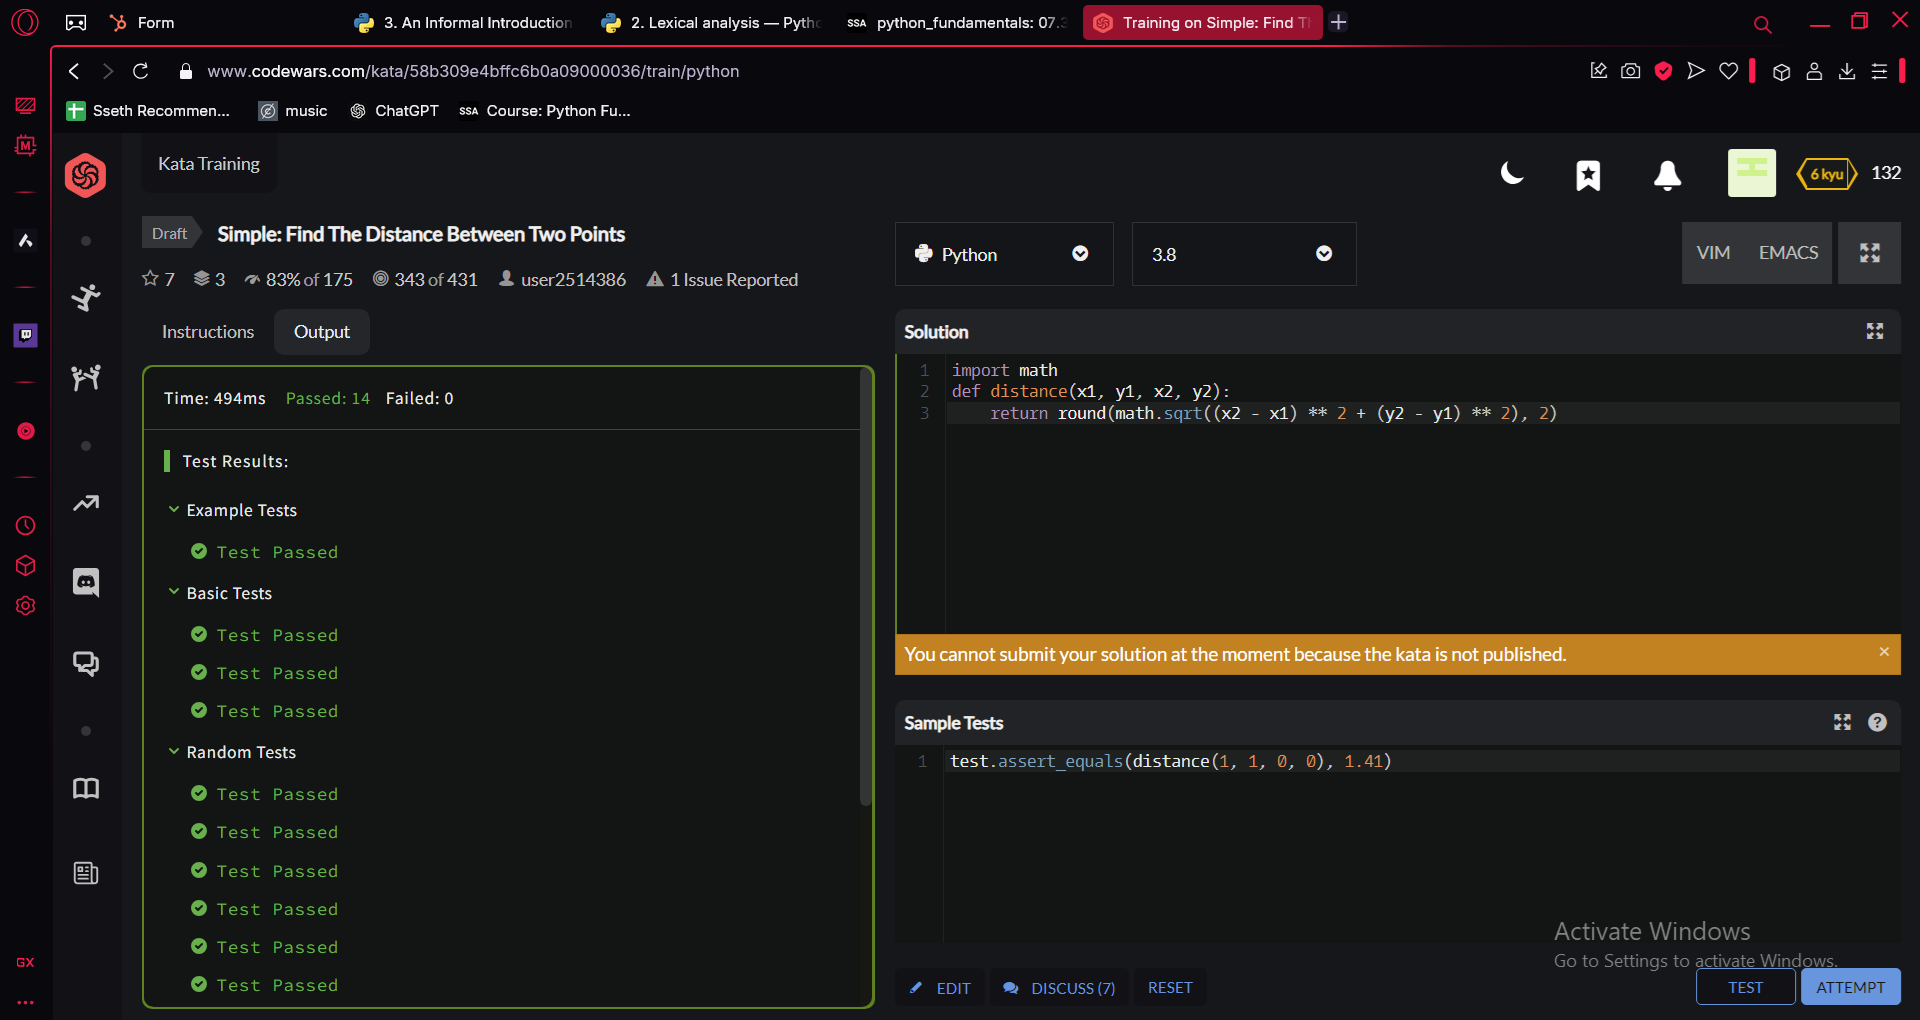 Form
3. An Informal Introduction
2. Lexical analysis — Pyth
SSA python_fundamentals: 07.
Training on Simple: Find T
www.codewars.com/kata/58b309e4bffc6b0a09000036/train/python
Sseth Recommen...
music
ChatGPT
SSA Course: Python Fu...
Kata Training
6 kyu
132
Draft
Simple: Find The Distance Between Two Points
7
3
83% of 175
343 of 431
user2514386
1 Issue Reported
Python
3.8
VIM
EMACS
Instructions
Output
Time: 494ms Passed: 14 Failed: 0
Test Results:
Example Tests
Test Passed
Basic Tests
Test Passed
Test Passed
Test Passed
Random Tests
Test Passed
Test Passed
Test Passed
Test Passed
Test Passed
Test Passed
Solution
1 import math
2 def distance(x1, y1, x2, y2):
3 return round(math.sqrt((x2 - x1) ** 2 + (y2 - y1) ** 2), 2)
You cannot submit your solution at the moment because the kata is not published.
Sample Tests
1 test.assert_equals(distance(1, 1, 0, 0), 1.41)
Activate Windows
Go to Settings to activate Windows.
EDIT
DISCUSS (7)
RESET
TEST
ATTEMPT
M
GX